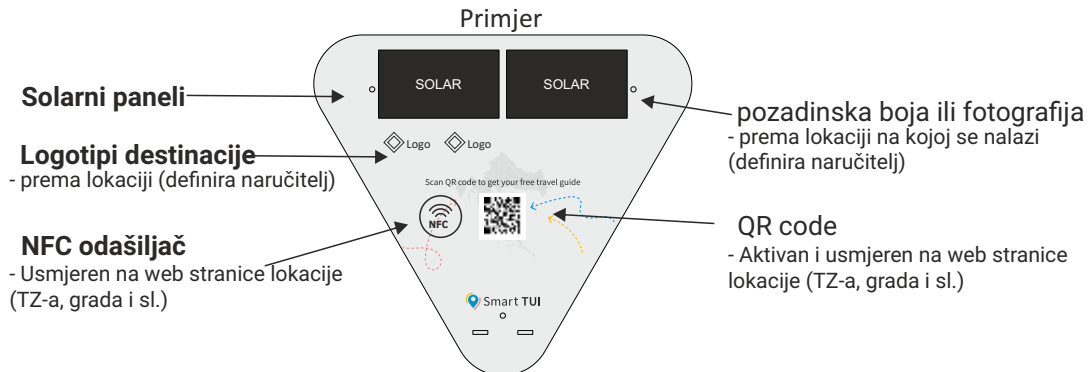 Primjer
Solarni paneli
SOLAR
SOLAR
pozadinska boja ili fotografija
- prema lokaciji na kojoj se nalazi
(definira naručitelj)
Logotipi destinacije
- prema lokaciji (definira naručitelj)
Logo
Logo
Scan QR code to get your free travel guide
NFC
NFC odašiljač
- Usmjeren na web stranice lokacije
(TZ-a, grada i sl.)
QR code
- Aktivan i usmjeren na web stranice
lokacije (TZ-a, grada i sl.)
Smart TUI